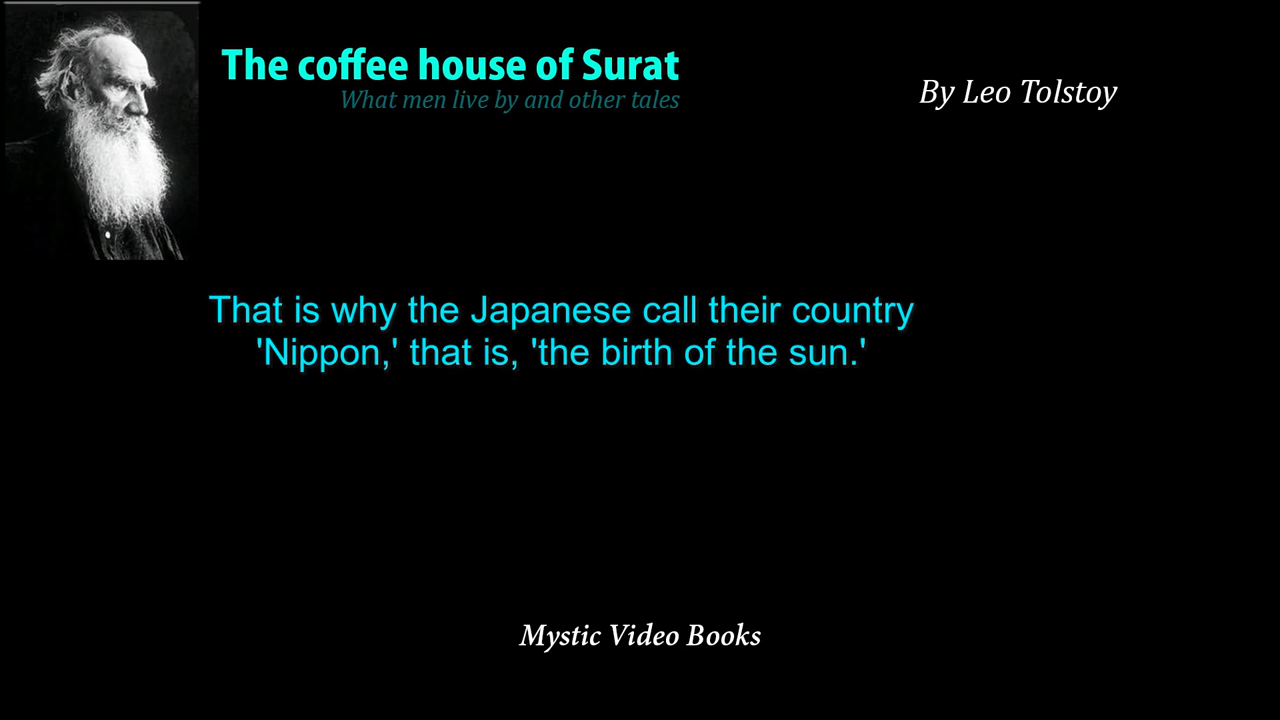 The coffee house of Surat
What men live by and other tales
By Leo Tolstoy
That is why the Japanese call their country
'Nippon,' that is, 'the birth of the sun.'
Mystic Video Books